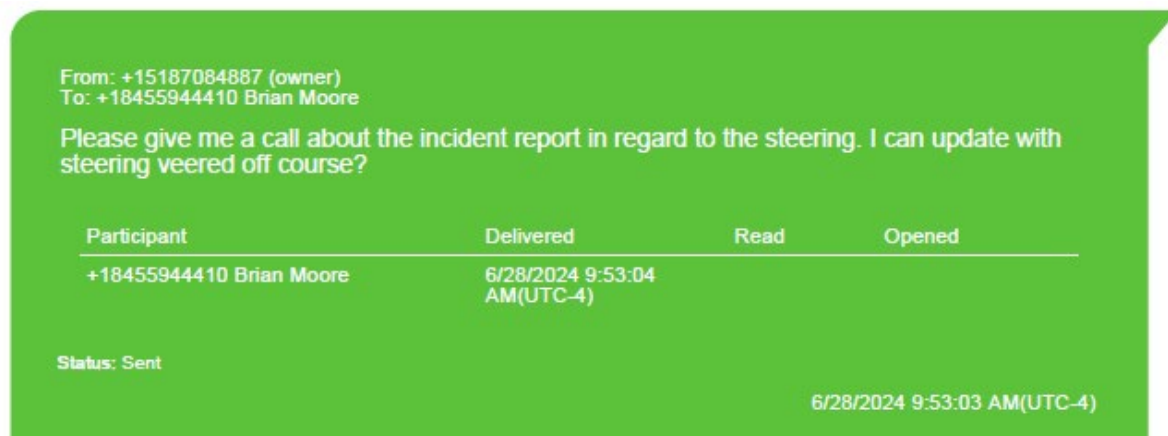 From: +15187084887 (owner)
To: +18455944410 Brian Moore
Please give me a call about the incident report in regard to the steering. I can update with
steering veered off course?
Participant Delivered Read Opened
+18455944410 Brian Moore 6/28/2024 9:53:04
AM(UTC-4)
Status: Sent
6/28/2024 9:53:03 AM(UTC-4)